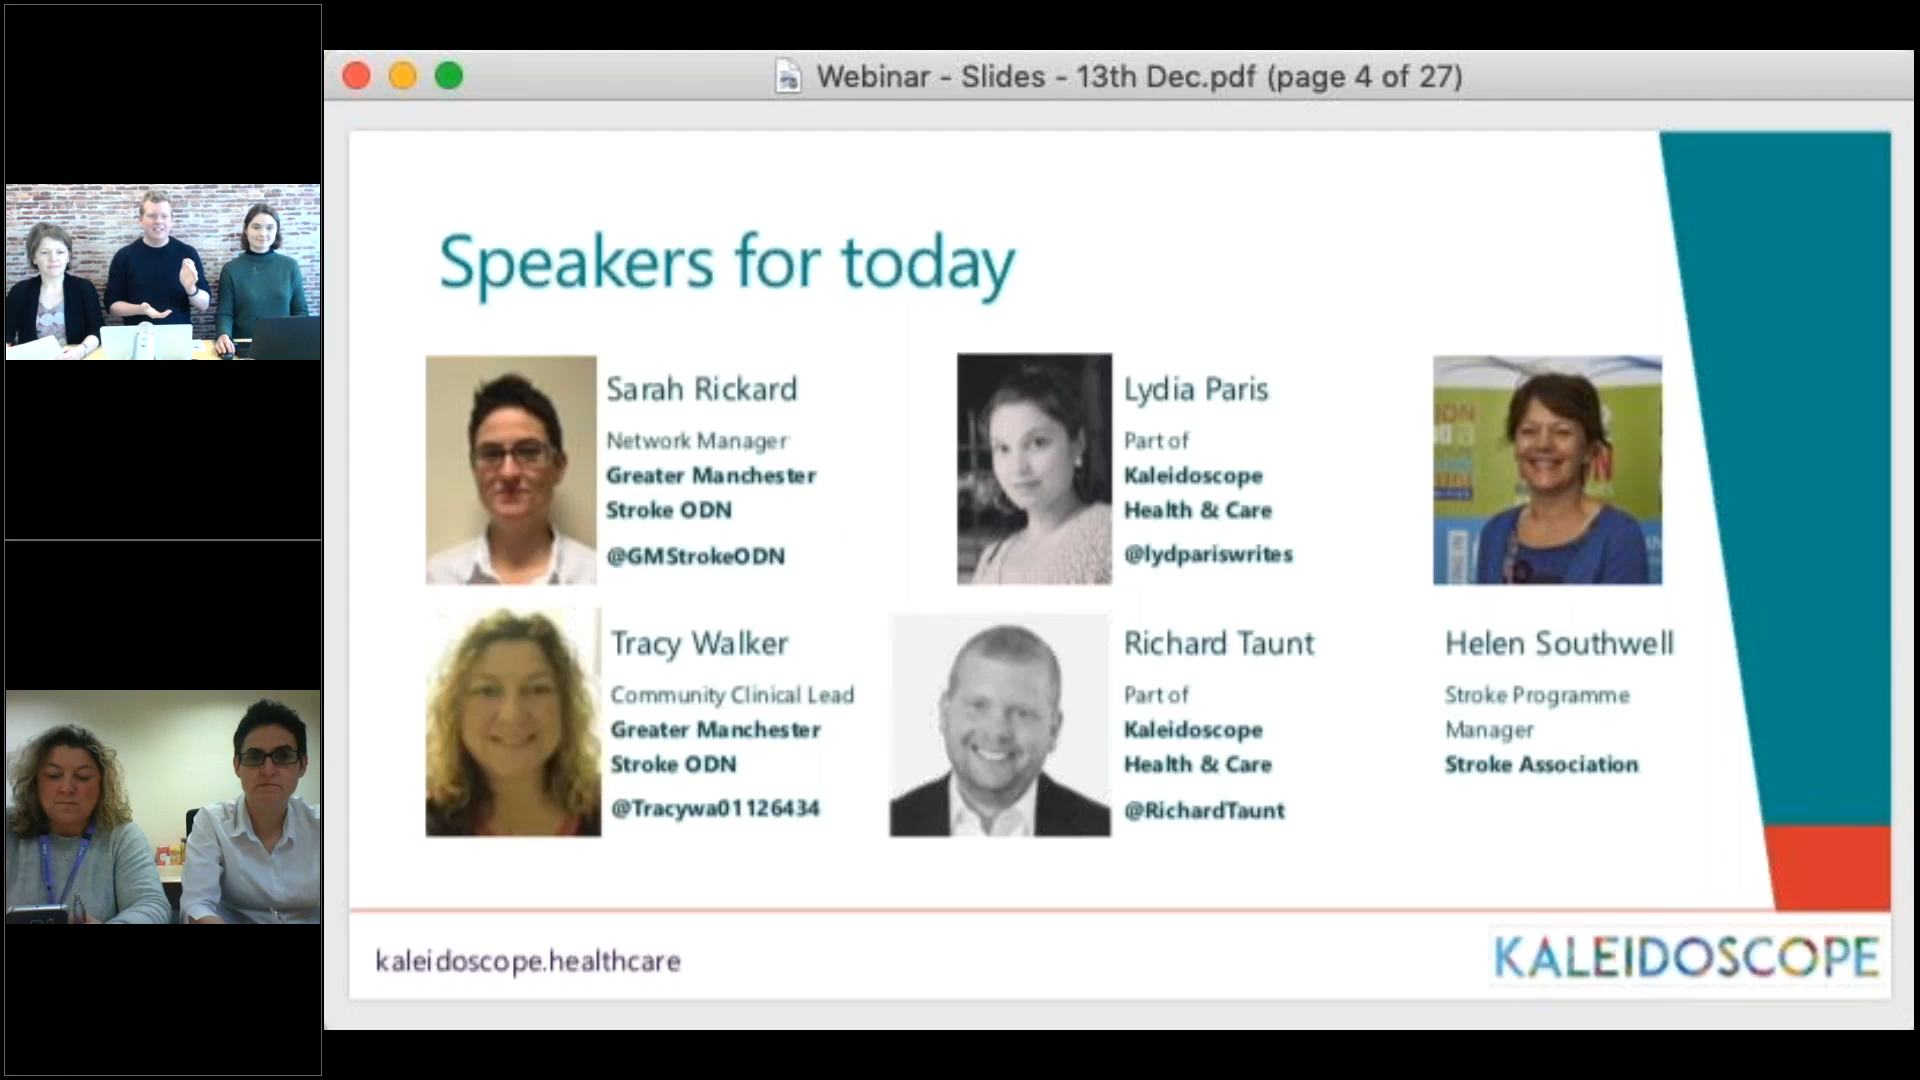 Webinar - Slides - 13th Dec.pdf (page 4 of 27)
Speakers for today
Sarah Rickard
Network Manager
Greater Manchester
Stroke ODN
@GMStrokeODN
Lydia Paris
Part of
Kaleidoscope
Health & Care
@lydpariswrites
Tracy Walker
Community Clinical Lead
Greater Manchester
Stroke ODN
@Tracywa01126434
Richard Taunt
Part of
Kaleidoscope
Health & Care
@RichardTaunt
Helen Southwell
Stroke Programme
Manager
Stroke Association
kaleidoscope.healthcare
KALEIDOSCOPE